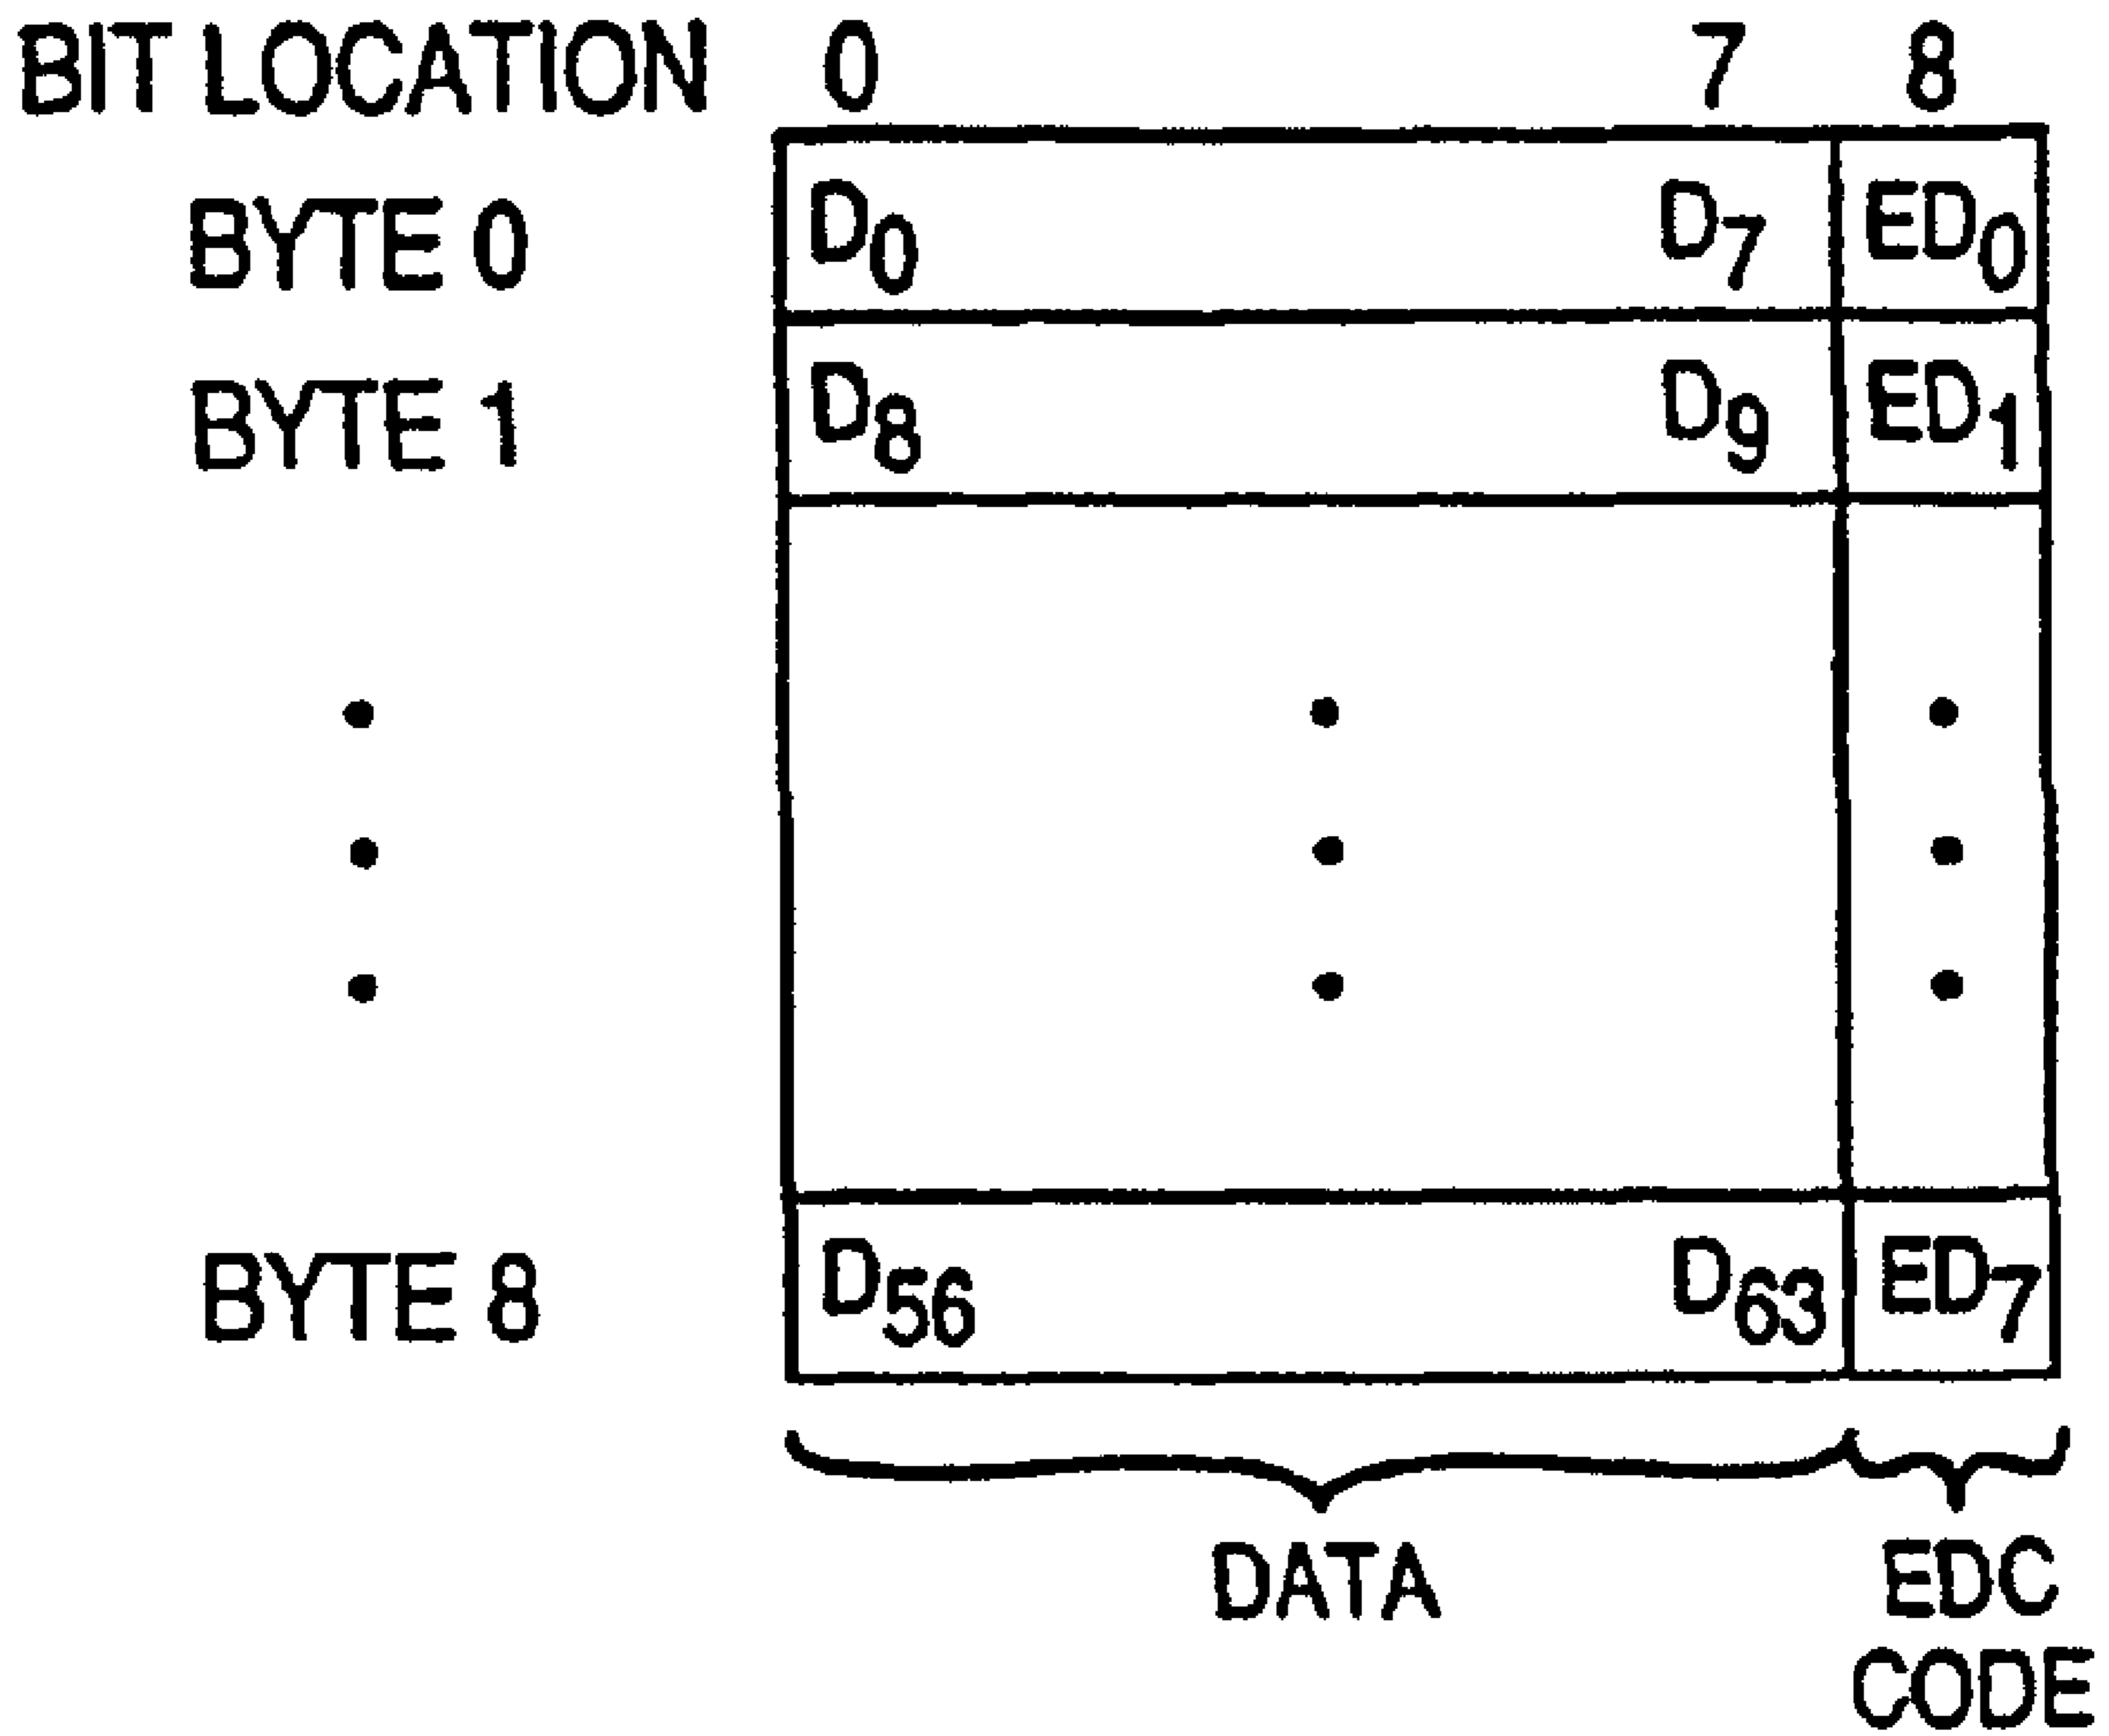 BIT LOCATION 0 7 8
BYTE 0 D0 D7 ED0
BYTE 1 D8 D9 ED1
BYTE 8 D56 D63 ED7
DATA EDC
CODE